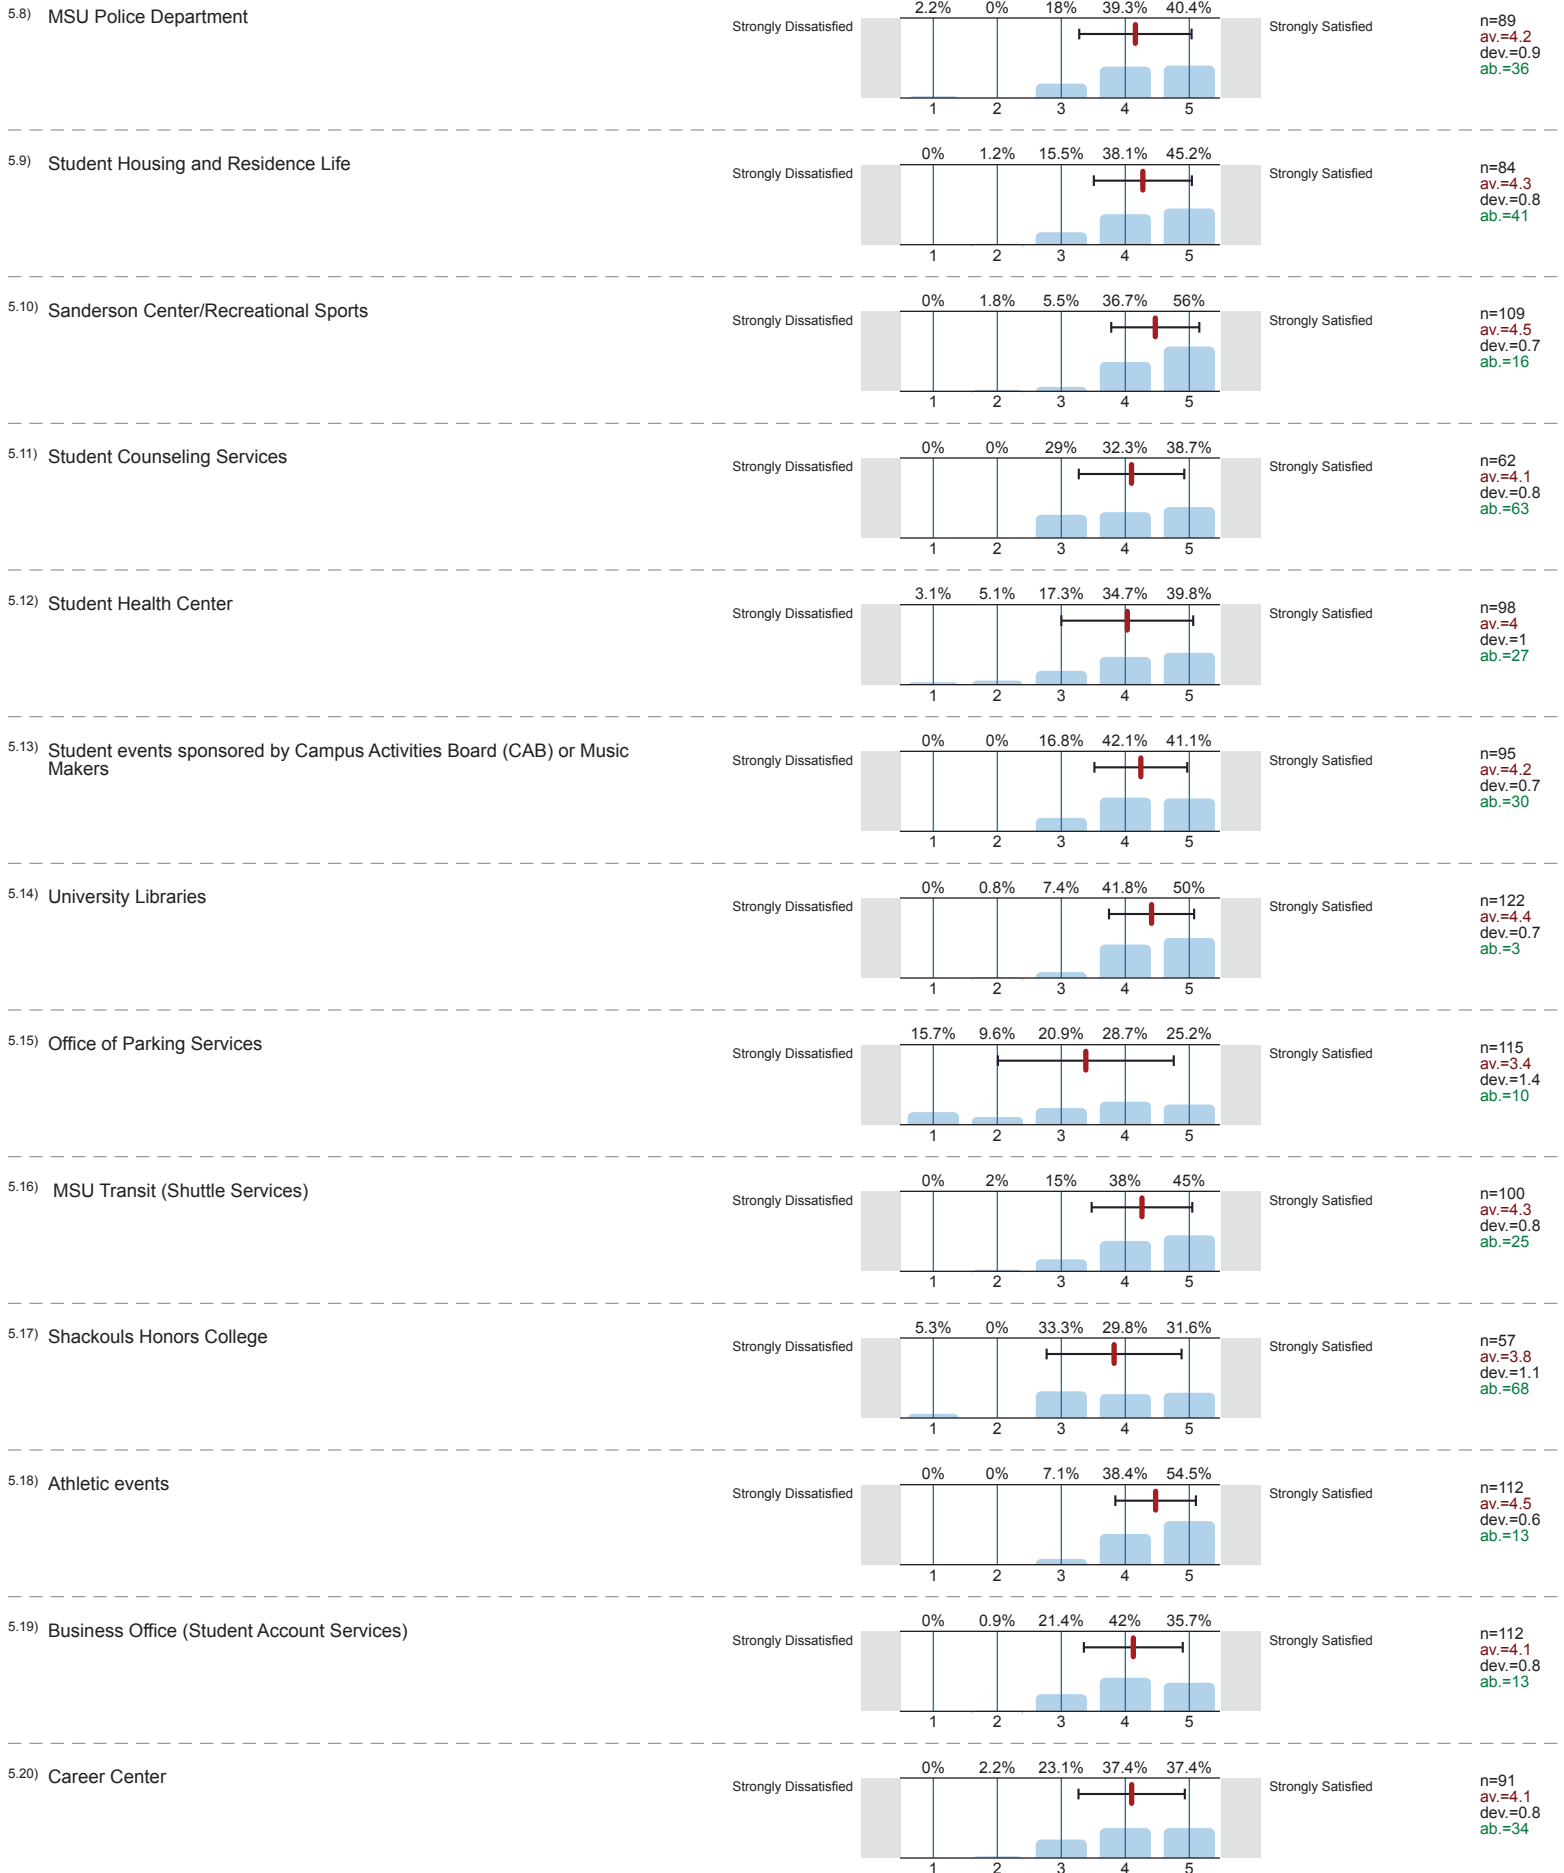 5.8) MSU Police Department
2.2% 0% 18% 39.3% 40.4%
Strongly Dissatisfied Strongly Satisfied
1 2 3 4 5
n=89
av.=4.2
dev.=0.9
ab.=36
5.9) Student Housing and Residence Life
0% 1.2% 15.5% 38.1% 45.2%
Strongly Dissatisfied Strongly Satisfied
1 2 3 4 5
n=84
av.=4.3
dev.=0.8
ab.=41
5.10) Sanderson Center/Recreational Sports
0% 1.8% 5.5% 36.7% 56%
Strongly Dissatisfied Strongly Satisfied
1 2 3 4 5
n=109
av.=4.5
dev.=0.7
ab.=16
5.11) Student Counseling Services
0% 0% 29% 32.3% 38.7%
Strongly Dissatisfied Strongly Satisfied
1 2 3 4 5
n=62
av.=4.1
dev.=0.8
ab.=63
5.12) Student Health Center
3.1% 5.1% 17.3% 34.7% 39.8%
Strongly Dissatisfied Strongly Satisfied
1 2 3 4 5
n=98
av.=4
dev.=1
ab.=27
5.13) Student events sponsored by Campus Activities Board (CAB) or Music
Makers
0% 0% 16.8% 42.1% 41.1%
Strongly Dissatisfied Strongly Satisfied
1 2 3 4 5
n=95
av.=4.2
dev.=0.7
ab.=30
5.14) University Libraries
0% 0.8% 7.4% 41.8% 50%
Strongly Dissatisfied Strongly Satisfied
1 2 3 4 5
n=122
av.=4.4
dev.=0.7
ab.=3
5.15) Office of Parking Services
15.7% 9.6% 20.9% 28.7% 25.2%
Strongly Dissatisfied Strongly Satisfied
1 2 3 4 5
n=115
av.=3.4
dev.=1.4
ab.=10
5.16) MSU Transit (Shuttle Services)
0% 2% 15% 38% 45%
Strongly Dissatisfied Strongly Satisfied
1 2 3 4 5
n=100
av.=4.3
dev.=0.8
ab.=25
5.17) Shackouls Honors College
5.3% 0% 33.3% 29.8% 31.6%
Strongly Dissatisfied Strongly Satisfied
1 2 3 4 5
n=57
av.=3.8
dev.=1.1
ab.=68
5.18) Athletic events
0% 0% 7.1% 38.4% 54.5%
Strongly Dissatisfied Strongly Satisfied
1 2 3 4 5
n=112
av.=4.5
dev.=0.6
ab.=13
5.19) Business Office (Student Account Services)
0% 0.9% 21.4% 42% 35.7%
Strongly Dissatisfied Strongly Satisfied
1 2 3 4 5
n=112
av.=4.1
dev.=0.8
ab.=13
5.20) Career Center
0% 2.2% 23.1% 37.4% 37.4%
Strongly Dissatisfied Strongly Satisfied
1 2 3 4 5
n=91
av.=4.1
dev.=0.8
ab.=34